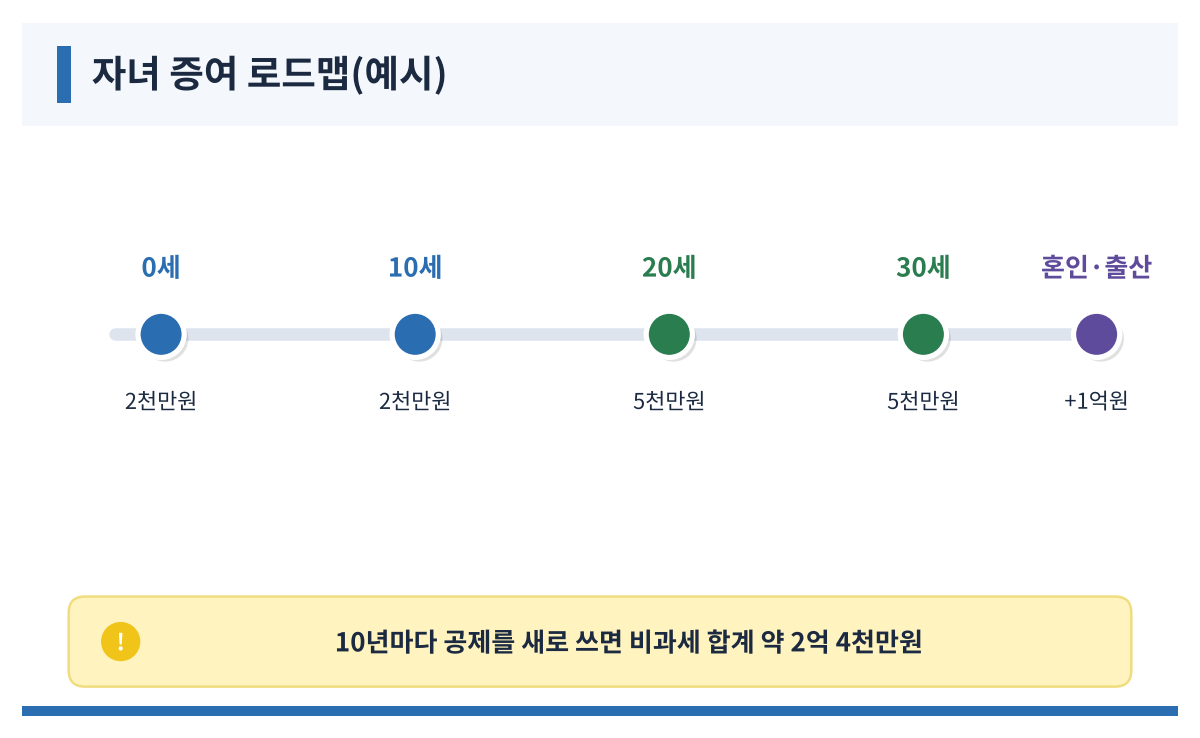 자녀 증여 로드맵(예시)
0세 10세 20세 30세 혼인·출산
2천만원 2천만원 5천만원 5천만원 +1억원
! 10년마다 공제를 새로 쓰면 비과세 합계 약 2억 4천만원